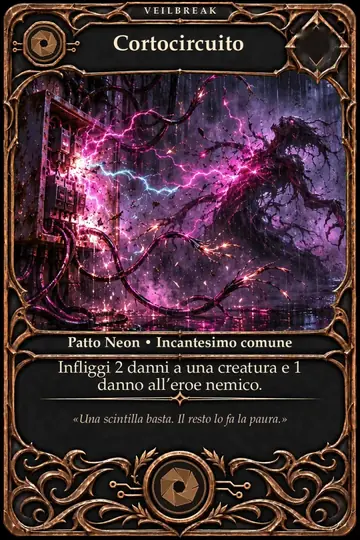 VEILBREAK
Cortocircuito
Patto Neon • Incantesimo comune
Infliggi 2 danni a una creatura e 1
danno all'eroe nemico.
«Una scintilla basta. Il resto lo fa la paura.»